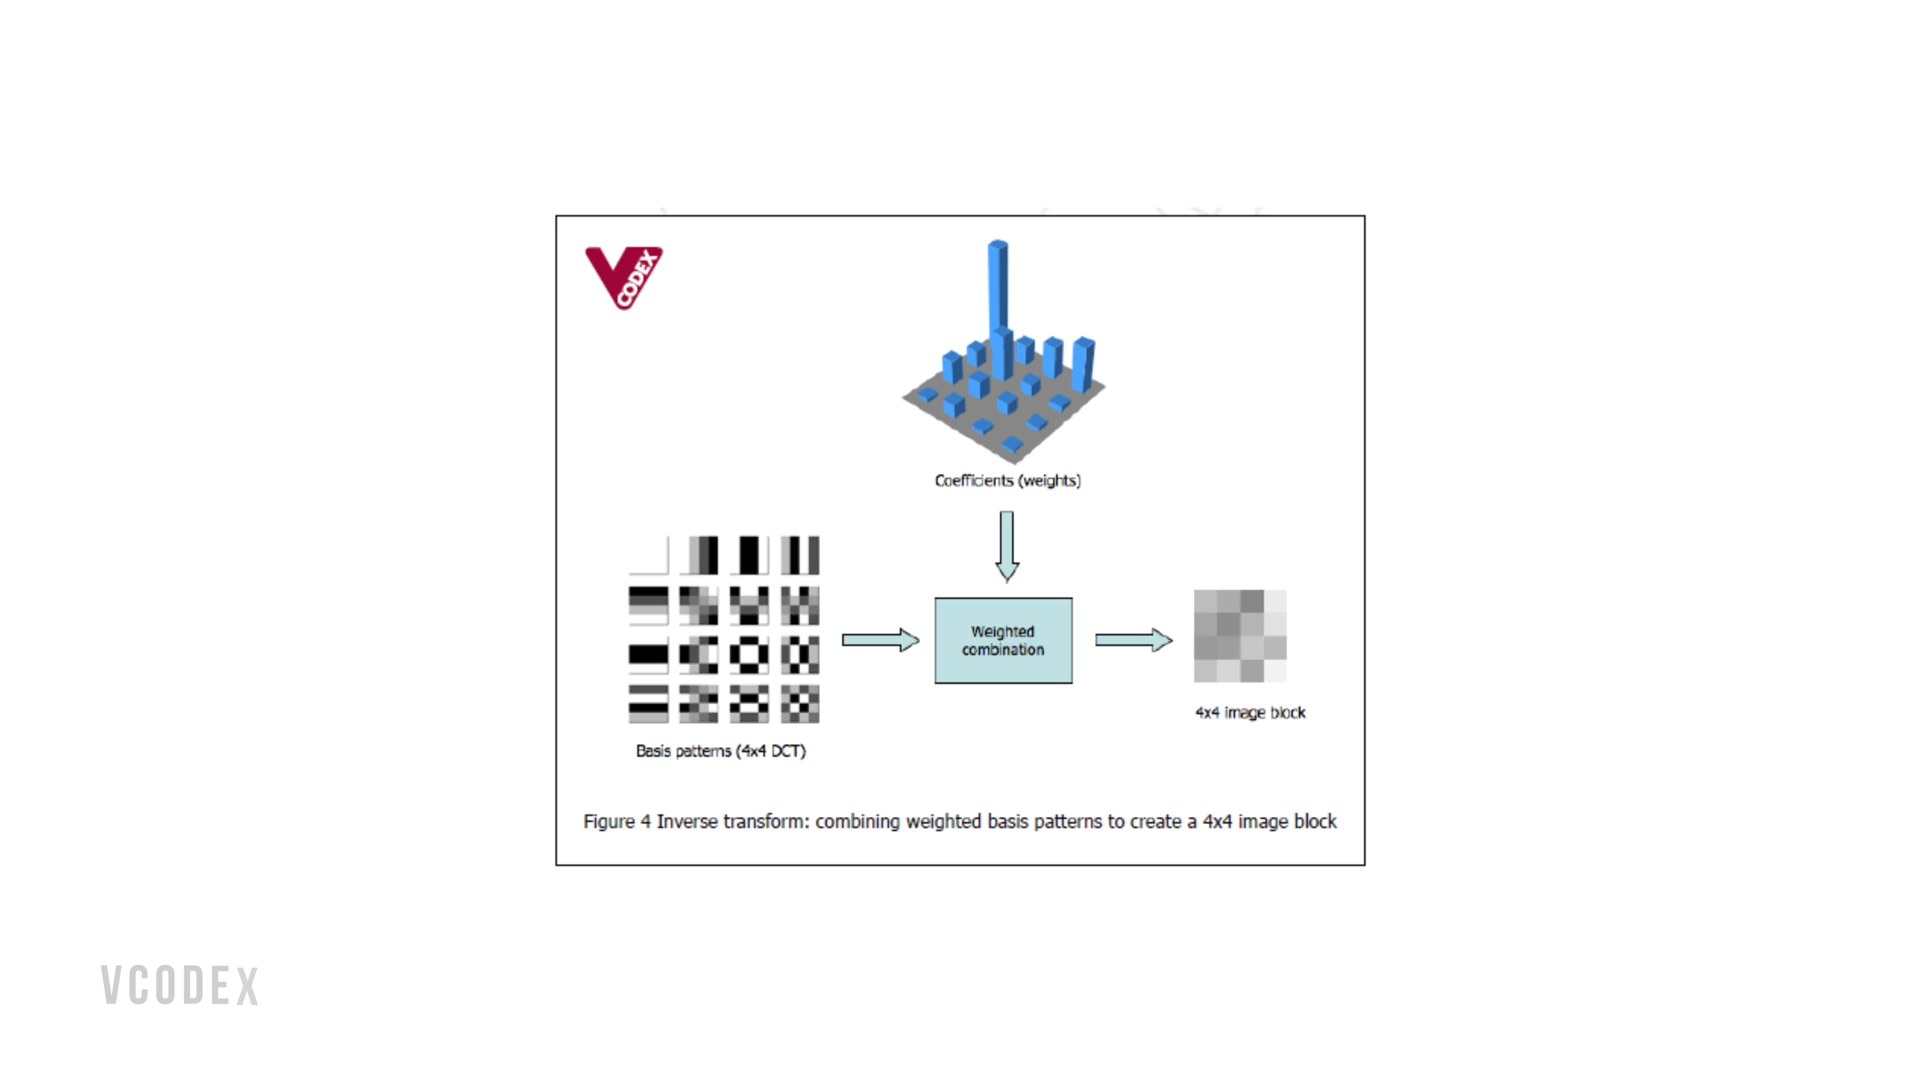 V
CODEX
Coefficients (weights)
Weighted
combination
4x4 image block
Basis patterns (4x4 DCT)
Figure 4 Inverse transform: combining weighted basis patterns to create a 4x4 image block
VCODEX